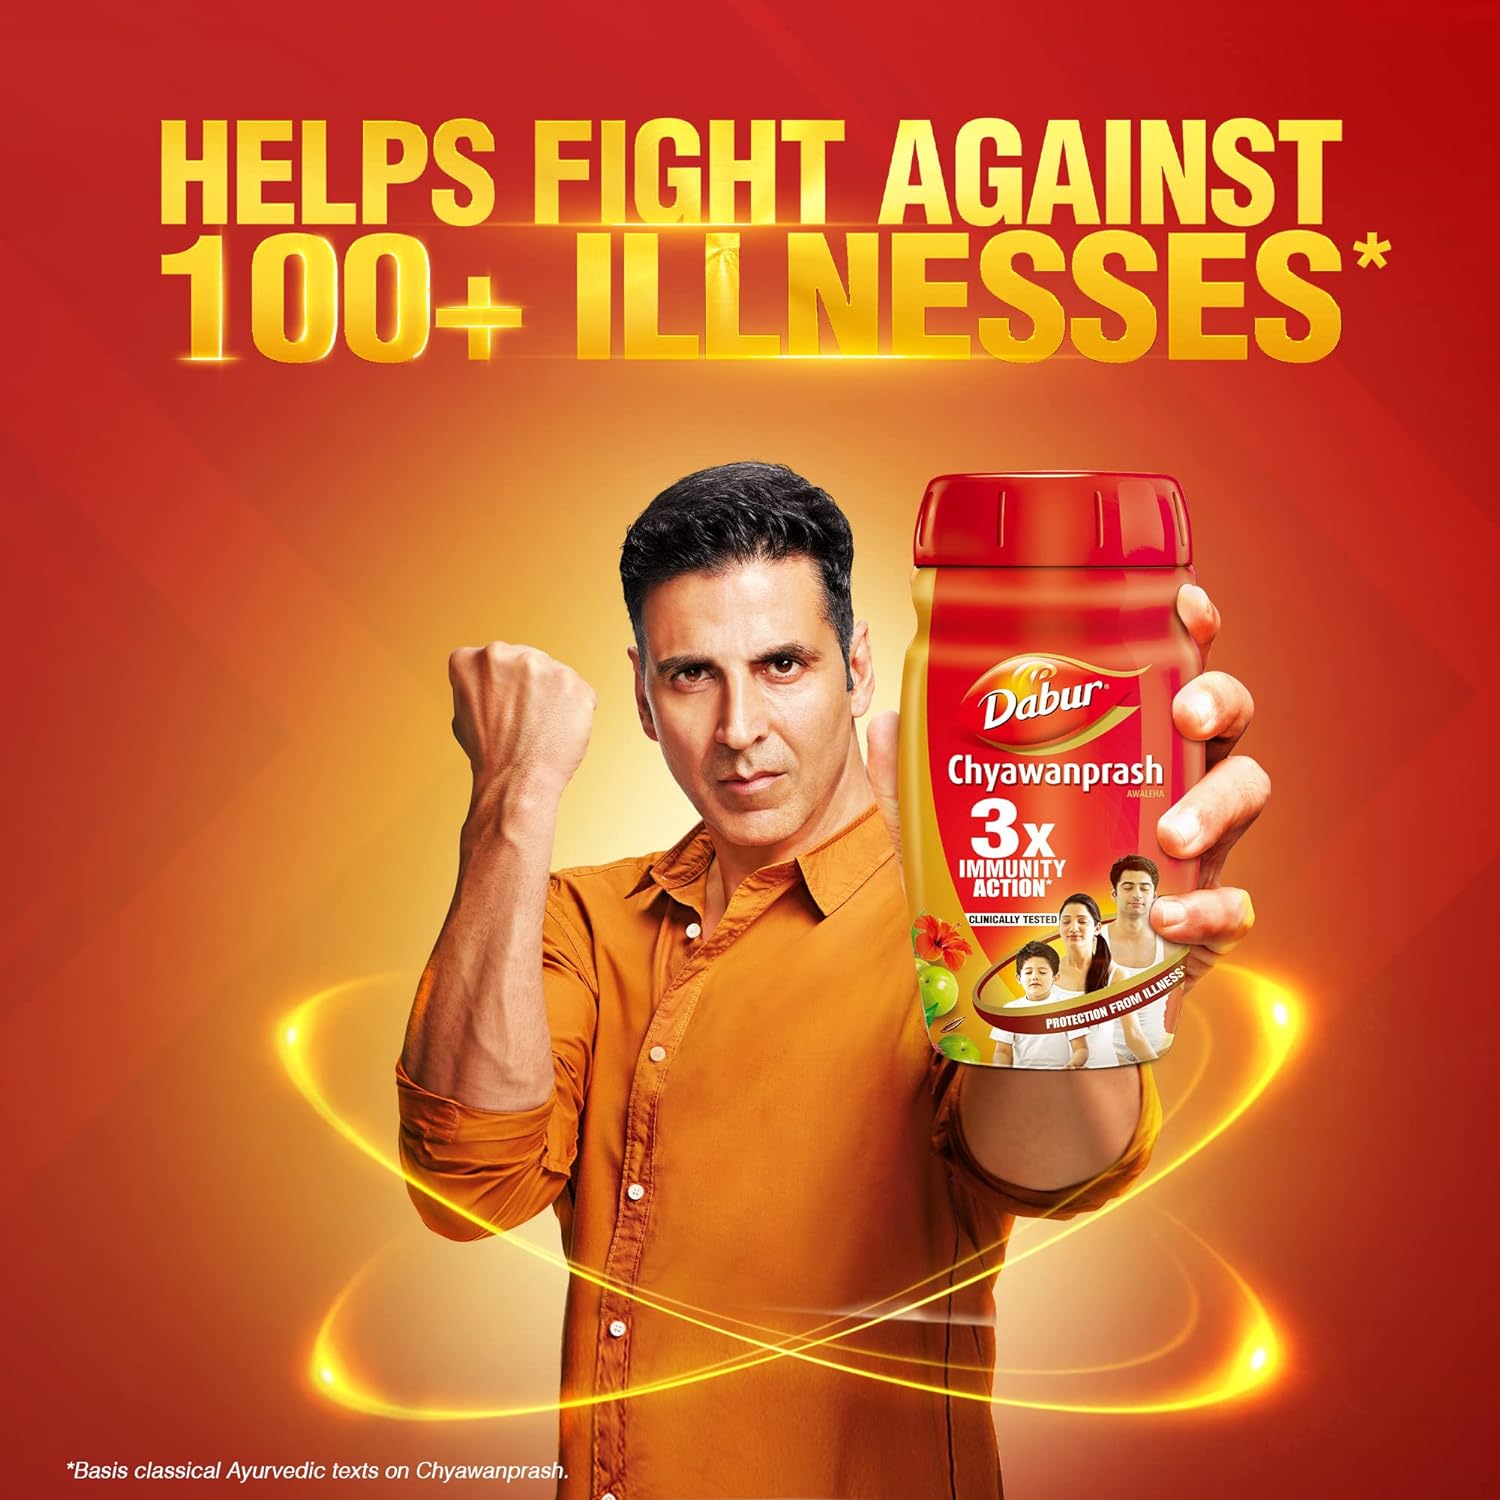 HELPS FIGHT AGAINST
100+ ILLNESSES*
Dabur®
Chyawanprash
AWALEHA
3x
IMMUNITY
ACTION*
CLINICALLY TESTED
PROTECTION FROM ILLNESS^
*Basis classical Ayurvedic texts on Chyawanprash.